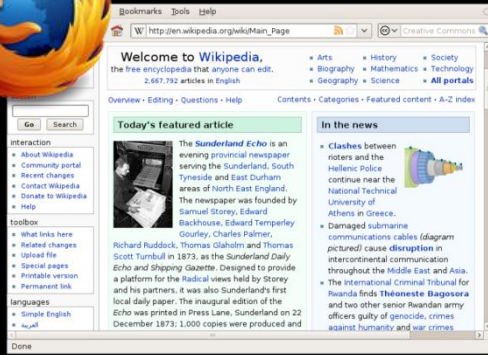 Bookmarks Tools Help
W http://en.wikipedia.org/wiki/Main_Page
Creative Commons
Welcome to Wikipedia,
the free encyclopedia that anyone can edit.
2,667,792 articles in English
Arts
Biography
Geography
History
Mathematics
Science
Society
Technology
All portals
Overview · Editing · Questions · Help
Contents · Categories · Featured content · A–Z index
Go Search
interaction
About Wikipedia
Community portal
Recent changes
Contact Wikipedia
Donate to Wikipedia
Help
toolbox
What links here
Related changes
Upload file
Special pages
Printable version
Permanent link
languages
Simple English
العربية
Today's featured article
The Sunderland Echo is an
evening provincial newspaper
serving the Sunderland, South
Tyneside and East Durham
areas of North East England.
The newspaper was founded by
Samuel Storey, Edward
Backhouse, Edward Temperley
Gourley, Charles Palmer,
Richard Ruddock, Thomas Glaholm and Thomas
Scott Turnbull in 1873, as the Sunderland Daily
Echo and Shipping Gazette. Designed to provide
a platform for the Radical views held by Storey
and his partners, it was also Sunderland's first
local daily paper. The inaugural edition of the
Echo was printed in Press Lane, Sunderland on 22
December 1873; 1,000 copies were produced and
In the news
Clashes between
rioters and the
Hellenic Police
continue near the
National Technical
University of
Athens in Greece.
Damaged submarine
communications cables (diagram
pictured) cause disruption in
intercontinental communication
throughout the Middle East and Asia.
The International Criminal Tribunal for
Rwanda finds Théoneste Bagosora
and two other senior Rwandan army
officers guilty of genocide, crimes
against humanity and war crimes
Done